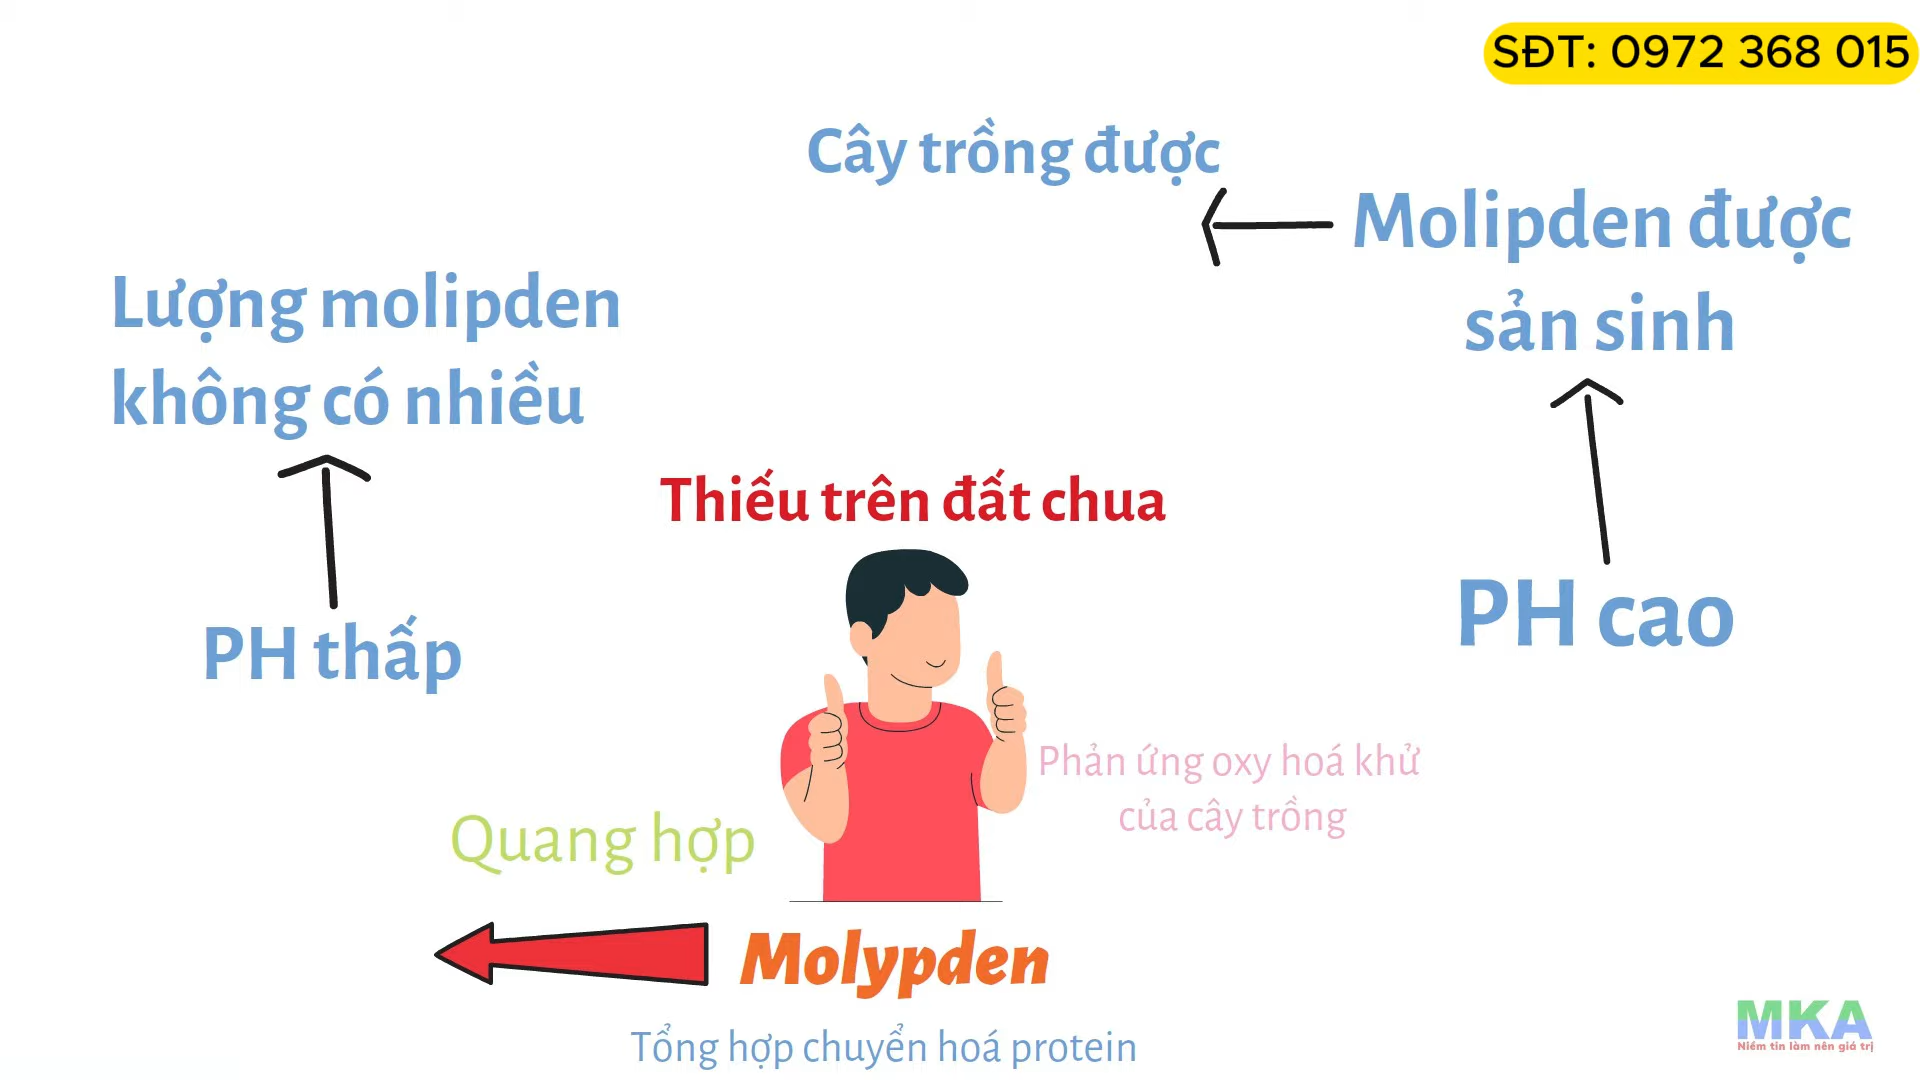 SĐT: 0972 368 015
Cây trồng được
Molipden được
sản sinh
Lượng molipden
không có nhiều
Thiếu trên đất chua
PH thấp
PH cao
Phản ứng oxy hoá khử
của cây trồng
Quang hợp
Molypden
Tổng hợp chuyển hoá protein
MKA
Niềm tin làm nên giá trị